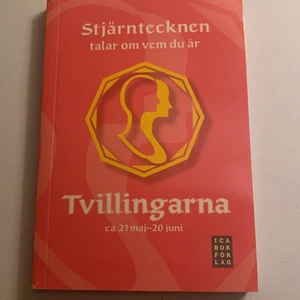 Stjärntecknen
talar om vem du är
Tvillingarna
ca 21 maj–20 juni
ICA
BOK
FÖR
LAG